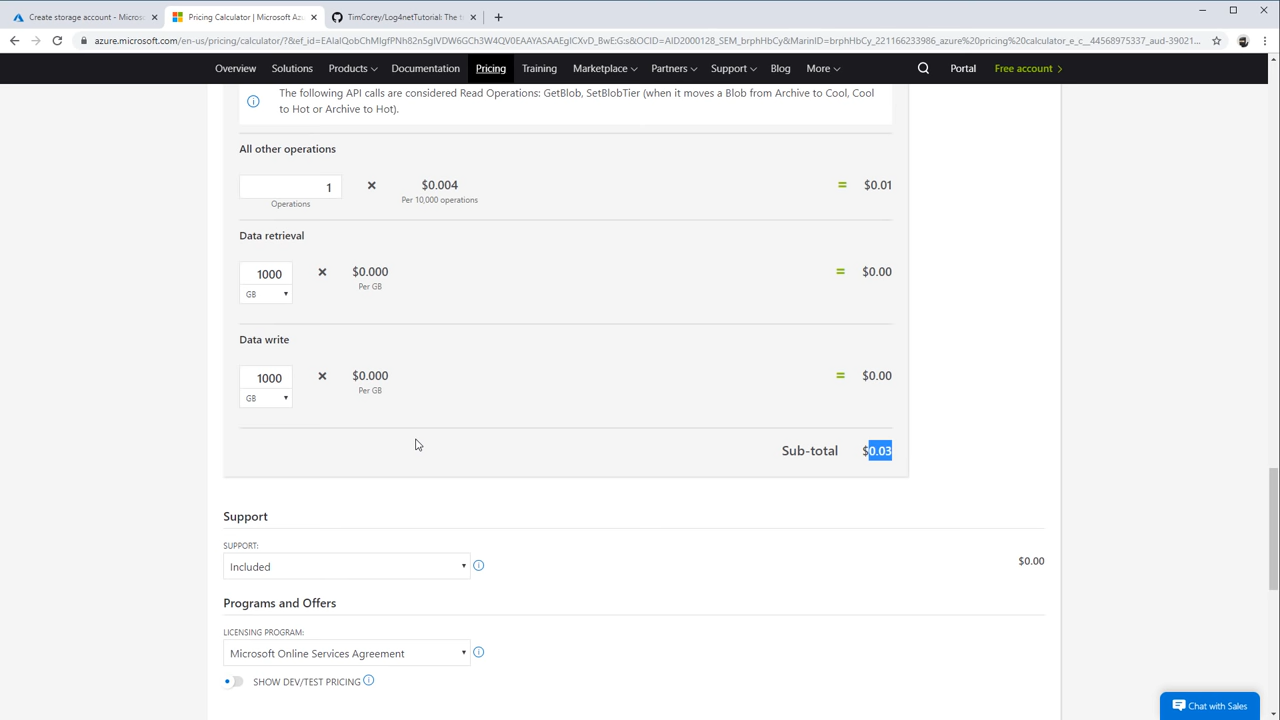 Create storage account - Microso
Pricing Calculator | Microsoft Azu
TimCorey/Log4netTutorial: The t
azure.microsoft.com/en-us/pricing/calculator/?&ef_id=EAIaIQobChMIgfPNh82n5gIVDW6GCh3W4QV0EAAYASAAEgICXvD_BwE:G:s&OCID=AID2000128_SEM_brphHbCy&MarinID=brphHbCy_221166233986_azure%20pricing%20calculator_e_c__44568975337_aud-39021...
Overview Solutions Products Documentation Pricing Training Marketplace Partners Support Blog More Portal Free account
The following API calls are considered Read Operations: GetBlob, SetBlobTier (when it moves a Blob from Archive to Cool, Cool
to Hot or Archive to Hot).
All other operations
1 × $0.004 = $0.01
Operations Per 10,000 operations
Data retrieval
1000 × $0.000 = $0.00
GB Per GB
Data write
1000 × $0.000 = $0.00
GB Per GB
Sub-total $0.03
Support
SUPPORT:
Included $0.00
Programs and Offers
LICENSING PROGRAM:
Microsoft Online Services Agreement
SHOW DEV/TEST PRICING
Chat with Sales